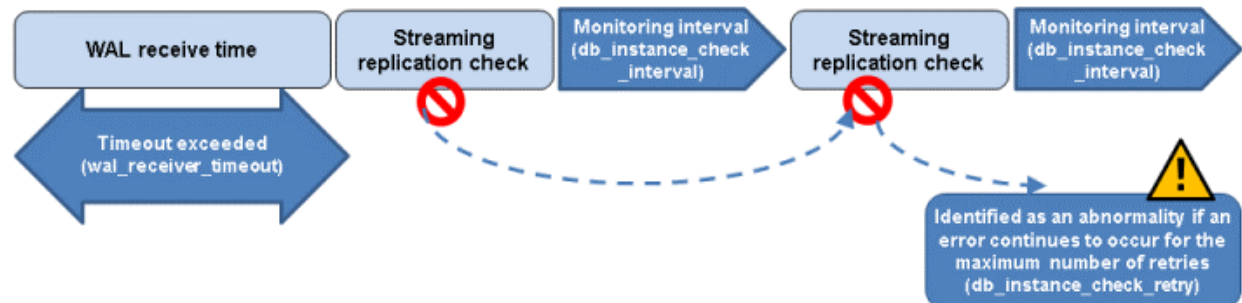 WAL receive time
Streaming
replication check
Monitoring interval
(db_instance_check
_interval)
Streaming
replication check
Monitoring interval
(db_instance_check
_interval)
Timeout exceeded
(wal_receiver_timeout)
Identified as an abnormality if an
error continues to occur for the
maximum number of retries
(db_instance_check_retry)